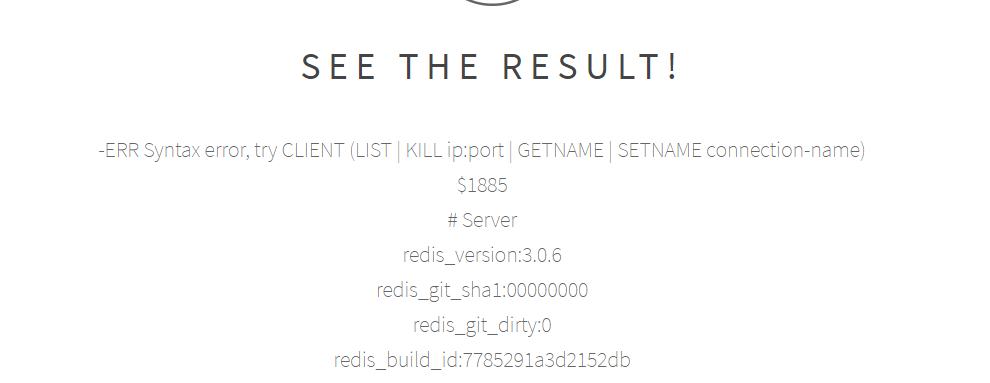 SEE THE RESULT!
-ERR Syntax error, try CLIENT (LIST | KILL ip:port | GETNAME | SETNAME connection-name)
$1885
# Server
redis_version:3.0.6
redis_git_sha1:00000000
redis_git_dirty:0
redis_build_id:7785291a3d2152db